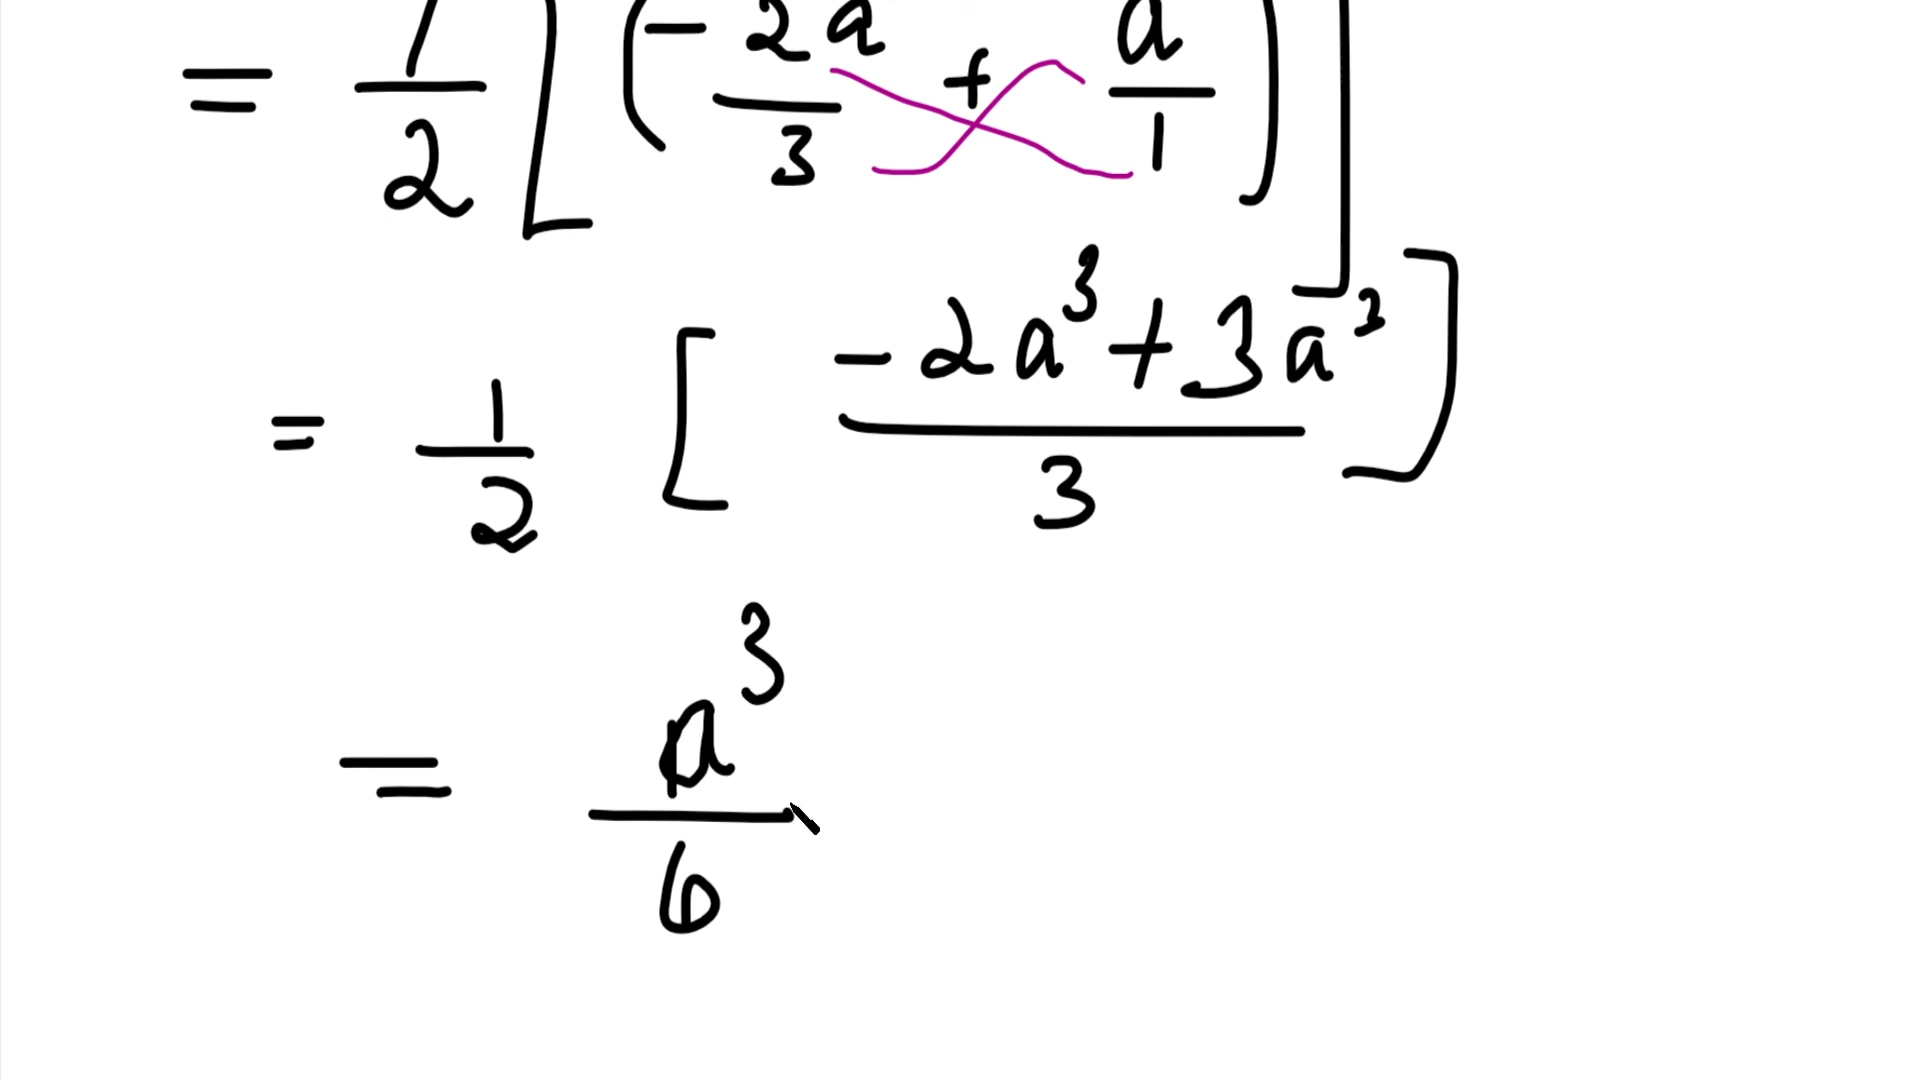 = 1/2 [(-2a/3 + a/1)]
= 1/2 [(-2a³+3a³)/3]
= a³/6